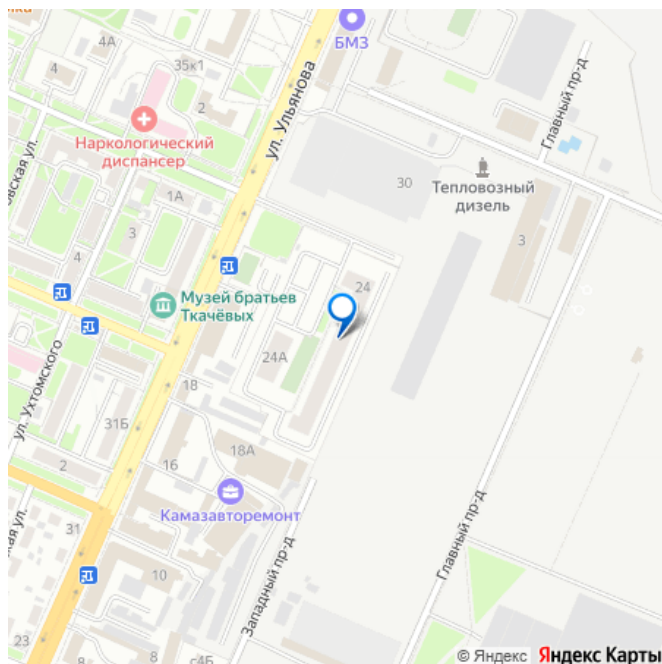 4А
БМЗ
35к1
4
2
ул. Ульянова
Главный пр-д
Наркологический
диспансер
30
Тепловозный
дизель
1А
3
3
4
24
Музей братьев
Ткачёвых
24А
18
ул. Ухтомского
31Б
18А
2
16
Камазавторемонт
31
Главный пр-д
Западный пр-д
10
23
8
8
с4Б
© Яндекс Яндекс Карты